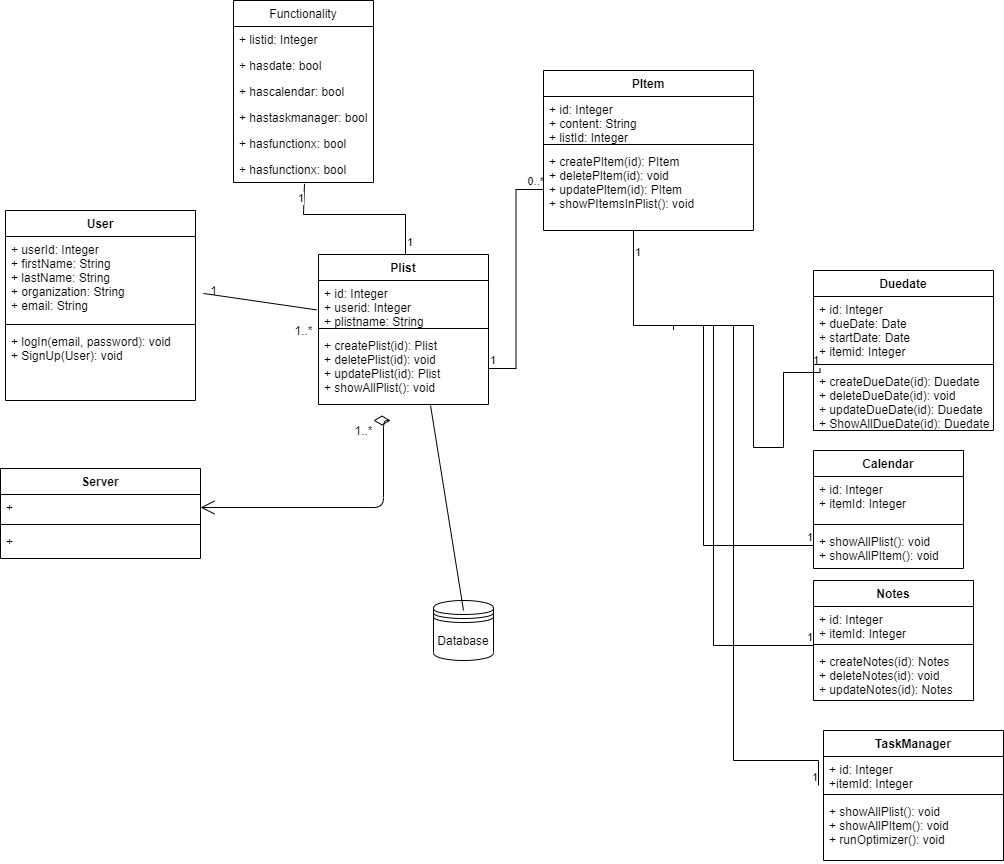 Functionality
+ listid: Integer
+ hasdate: bool
+ hascalendar: bool
+ hastaskmanager: bool
+ hasfunctionx: bool
+ hasfunctionx: bool
1
1
PItem
+ id: Integer
+ content: String
+ listId: Integer
+ createPItem(id): PItem
+ deletePItem(id): void
+ updatePItem(id): PItem
+ showPItemsInPlist(): void
0..*
1
User
+ userId: Integer
+ firstName: String
+ lastName: String
+ organization: String
+ email: String
+ logIn(email, password): void
+ SignUp(User): void
1
1..*
Plist
+ id: Integer
+ userid: Integer
+ plistname: String
+ createPlist(id): Plist
+ deletePlist(id): void
+ updatePlist(id): Plist
+ showAllPlist(): void
1
1..*
Duedate
+ id: Integer
+ dueDate: Date
+ startDate: Date
+ itemid: Integer
1
+ createDueDate(id): Duedate
+ deleteDueDate(id): void
+ updateDueDate(id): Duedate
+ ShowAllDueDate(id): Duedate
Server
+
+
Calendar
+ id: Integer
+ itemId: Integer
1
+ showAllPlist(): void
+ showAllPItem(): void
Database
Notes
+ id: Integer
+ itemId: Integer
1
+ createNotes(id): Notes
+ deleteNotes(id): void
+ updateNotes(id): Notes
TaskManager
+ id: Integer
+itemId: Integer
1
+ showAllPlist(): void
+ showAllPItem(): void
+ runOptimizer(): void